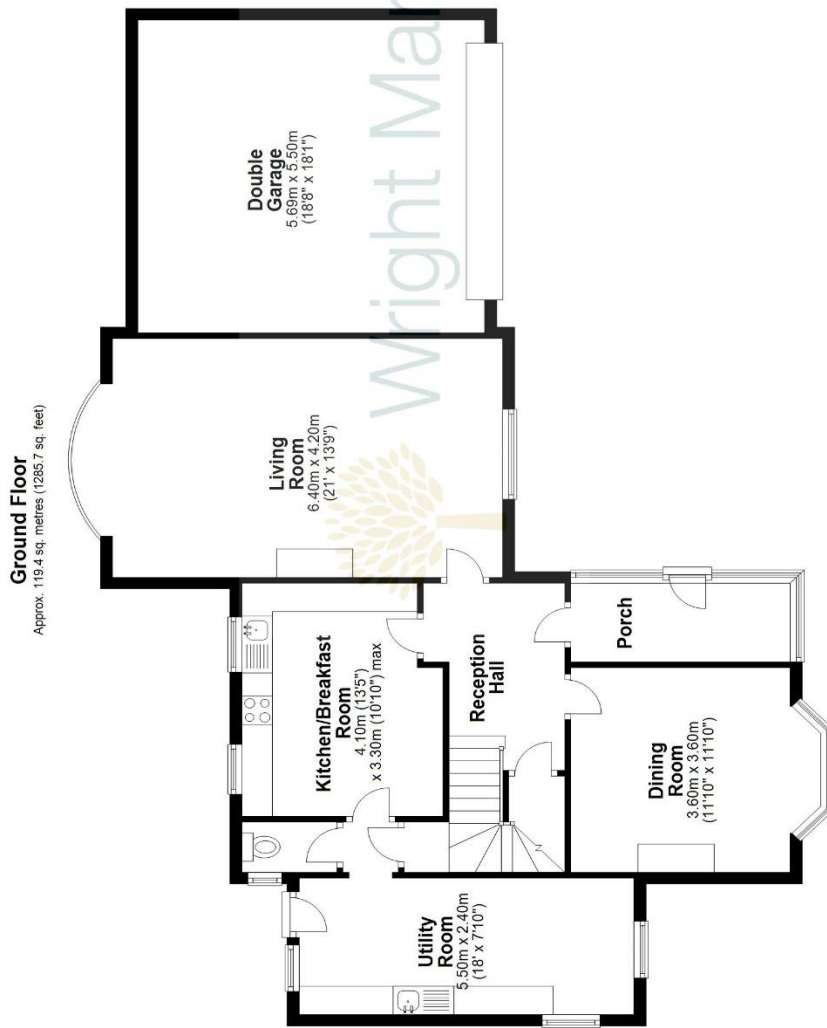 Ground Floor
Approx. 119.4 sq. metres (1285.7 sq. feet)
Double
Garage
5.69m x 5.50m
(18'8" x 18'1")
Living
Room
6.40m x 4.20m
(21' x 13'9")
Kitchen/Breakfast
Room
4.10m (13'5")
x 3.30m (10'10") max
Reception
Hall
Porch
Dining
Room
3.60m x 3.60m
(11'10" x 11'10")
Utility
Room
5.50m x 2.40m
(18' x 7'10")
Wright Mar